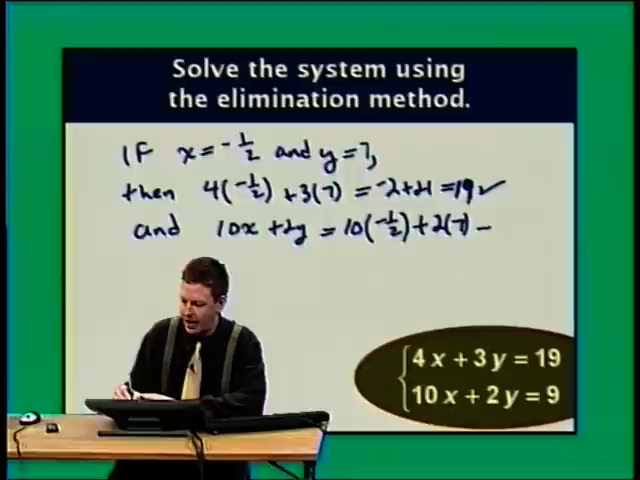 Solve the system using
the elimination method.
IF x = -1/2 and y = 7,
then 4(-1/2) + 3(7) = -2 + 21 = 19 ✓
and 10x + 2y = 10(-1/2) + 2(7) -
4x + 3y = 19
10x + 2y = 9